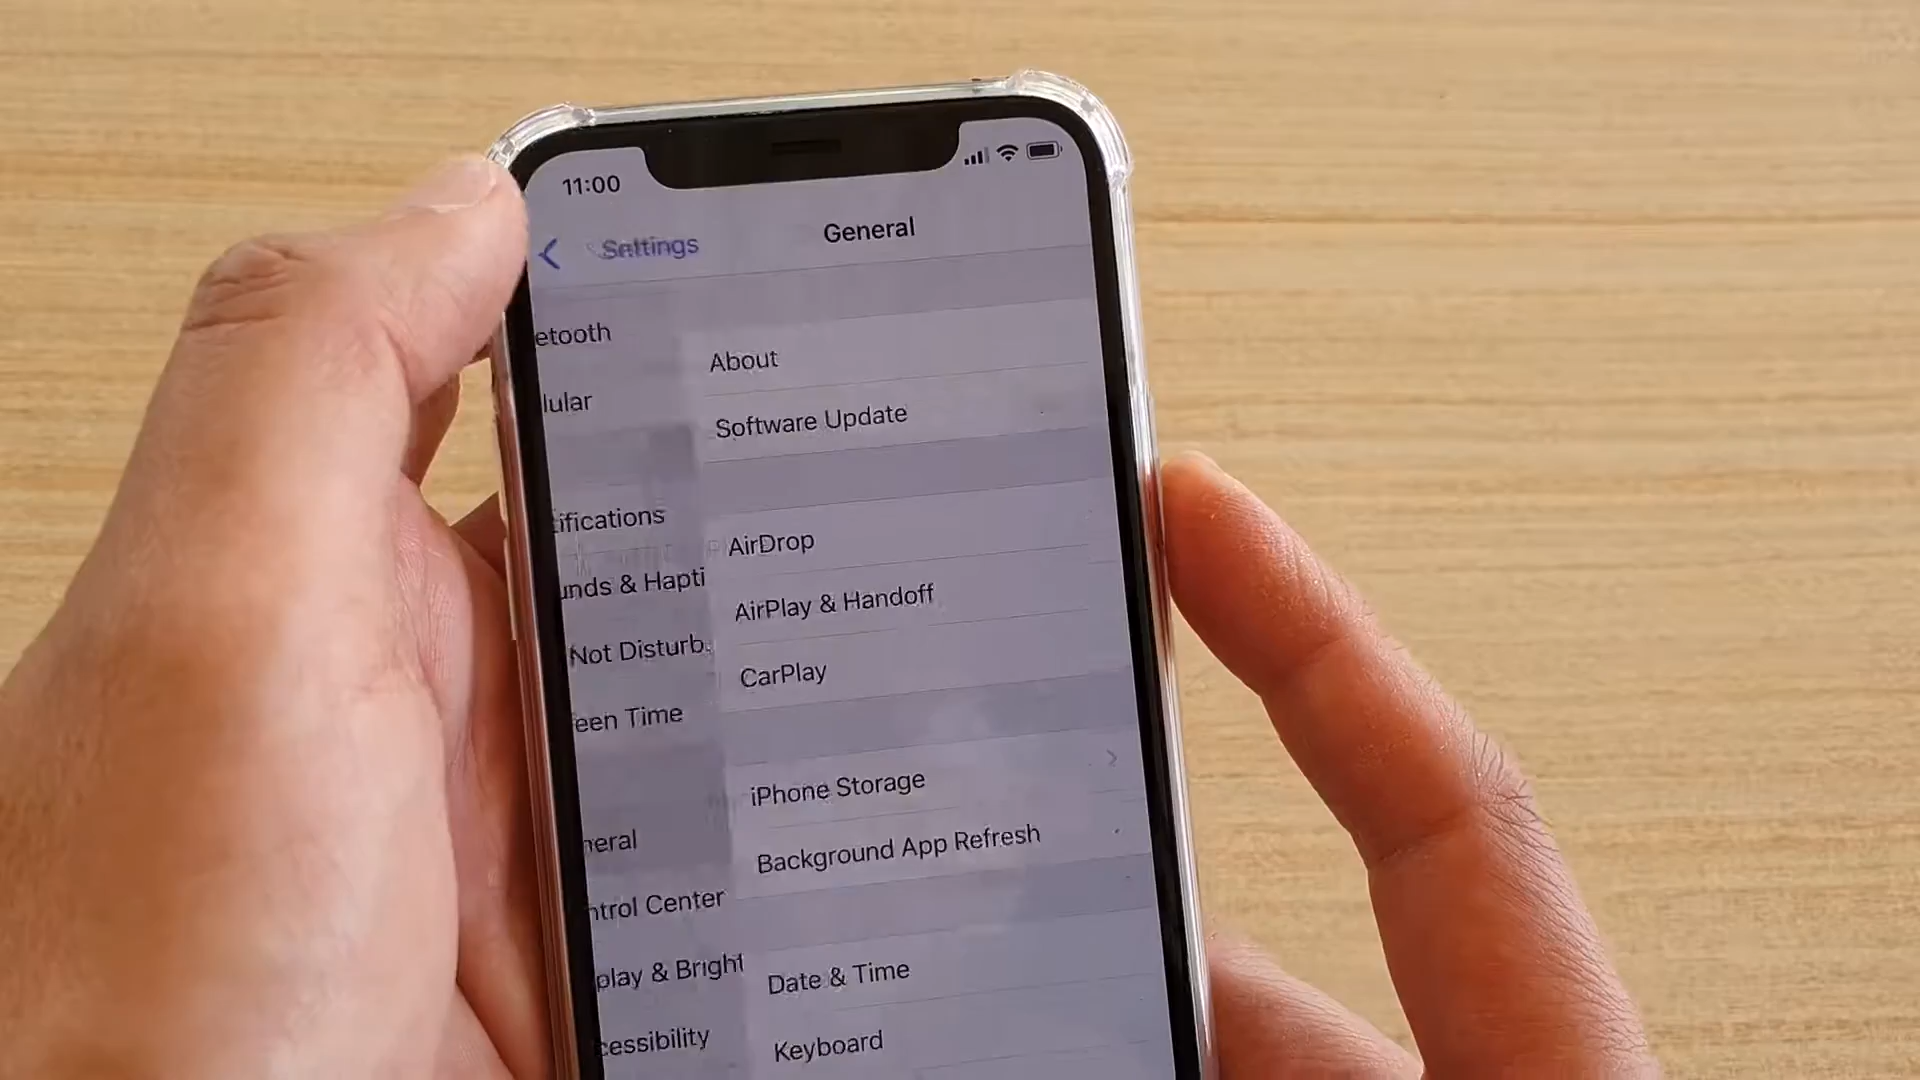 11:00
Settings
General
etooth
About
lular
Software Update
ifications
AirDrop
unds & Hapti
AirPlay & Handoff
Not Disturb
CarPlay
een Time
iPhone Storage
neral
Background App Refresh
ntrol Center
play & Bright
Date & Time
cessibility
Keyboard